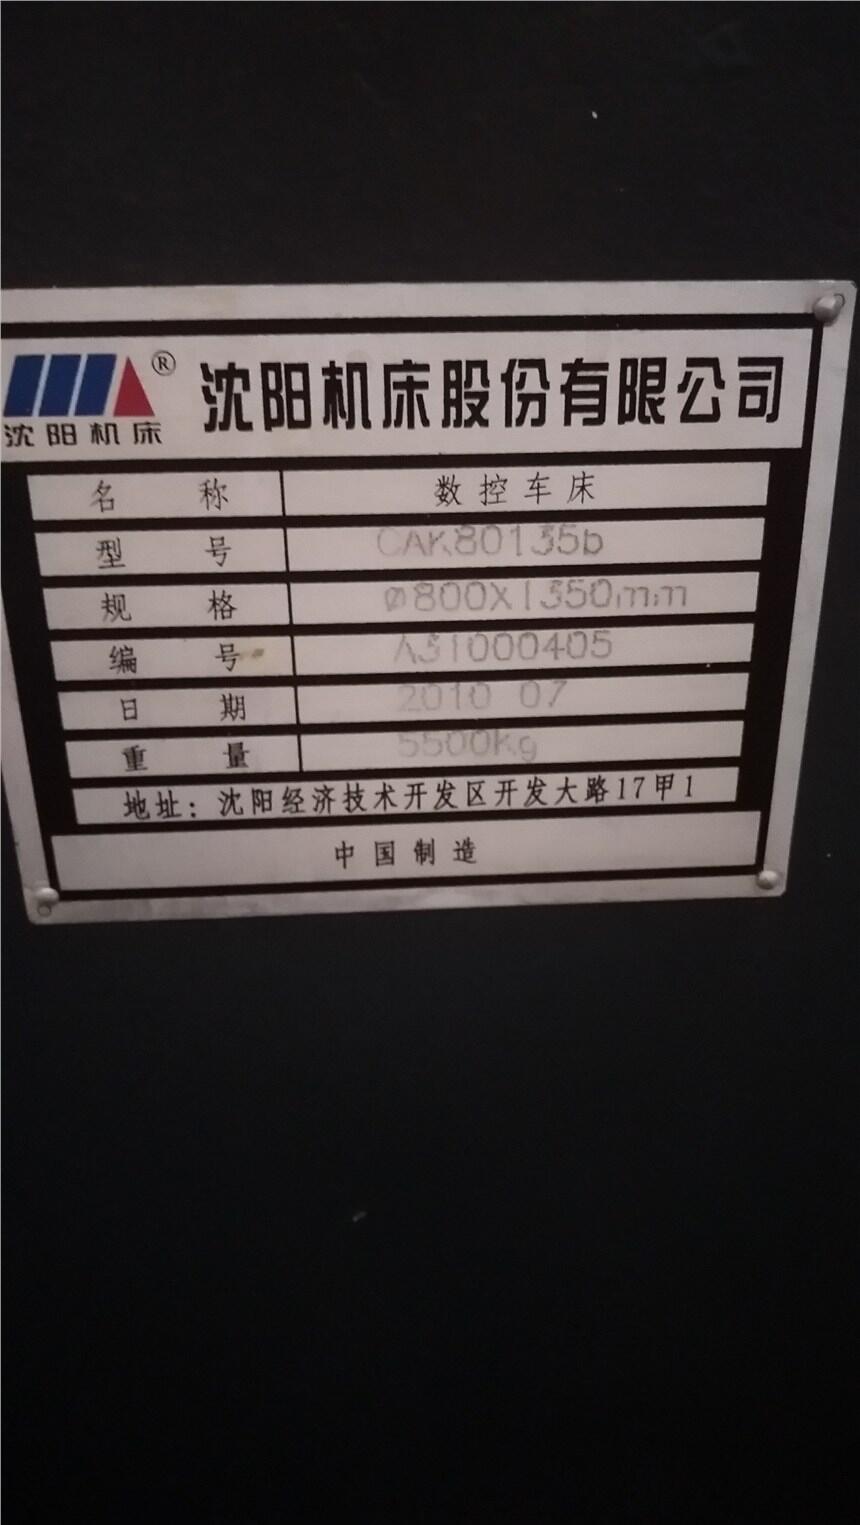 ® 沈阳机床股份有限公司
沈阳机床
名 称 数控车床
型 号 CAK80135b
规 格 ø800X1350mm
编 号 A31000405
日 期 2010 07
重 量 5500Kg
地址：沈阳经济技术开发区开发大路17甲1
中国制造